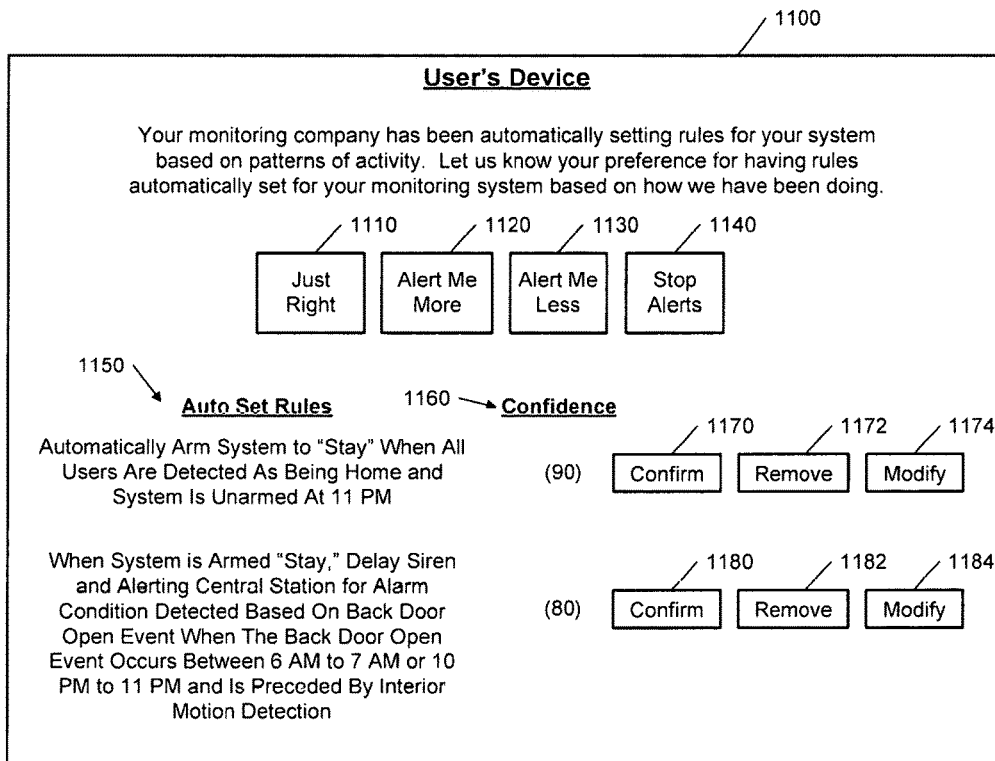 1100
User's Device
Your monitoring company has been automatically setting rules for your system
based on patterns of activity. Let us know your preference for having rules
automatically set for your monitoring system based on how we have been doing.
1110
1120
1130
1140
Just
Right
Alert Me
More
Alert Me
Less
Stop
Alerts
1150
Auto Set Rules
1160
Confidence
Automatically Arm System to “Stay” When All
Users Are Detected As Being Home and
System Is Unarmed At 11 PM
(90)
1170
Confirm
1172
Remove
1174
Modify
When System is Armed “Stay,” Delay Siren
and Alerting Central Station for Alarm
Condition Detected Based On Back Door
Open Event When The Back Door Open
Event Occurs Between 6 AM to 7 AM or 10
PM to 11 PM and Is Preceded By Interior
Motion Detection
(80)
1180
Confirm
1182
Remove
1184
Modify